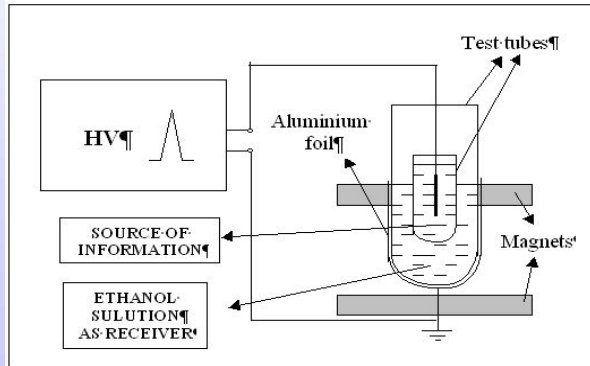 Test·tubes¶
Aluminium·
foil¶
HV¶
SOURCE·OF·
INFORMATION¶
Magnets
ETHANOL·
SULUTION¶
AS·RECEIVER